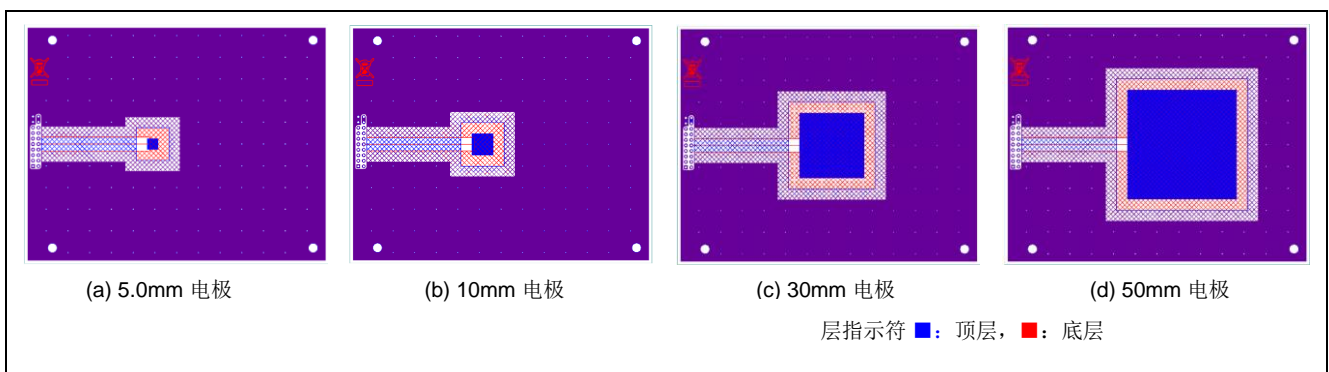 (a) 5.0mm 电极
(b) 10mm 电极
(c) 30mm 电极
(d) 50mm 电极
层指示符 ■：顶层，■：底层